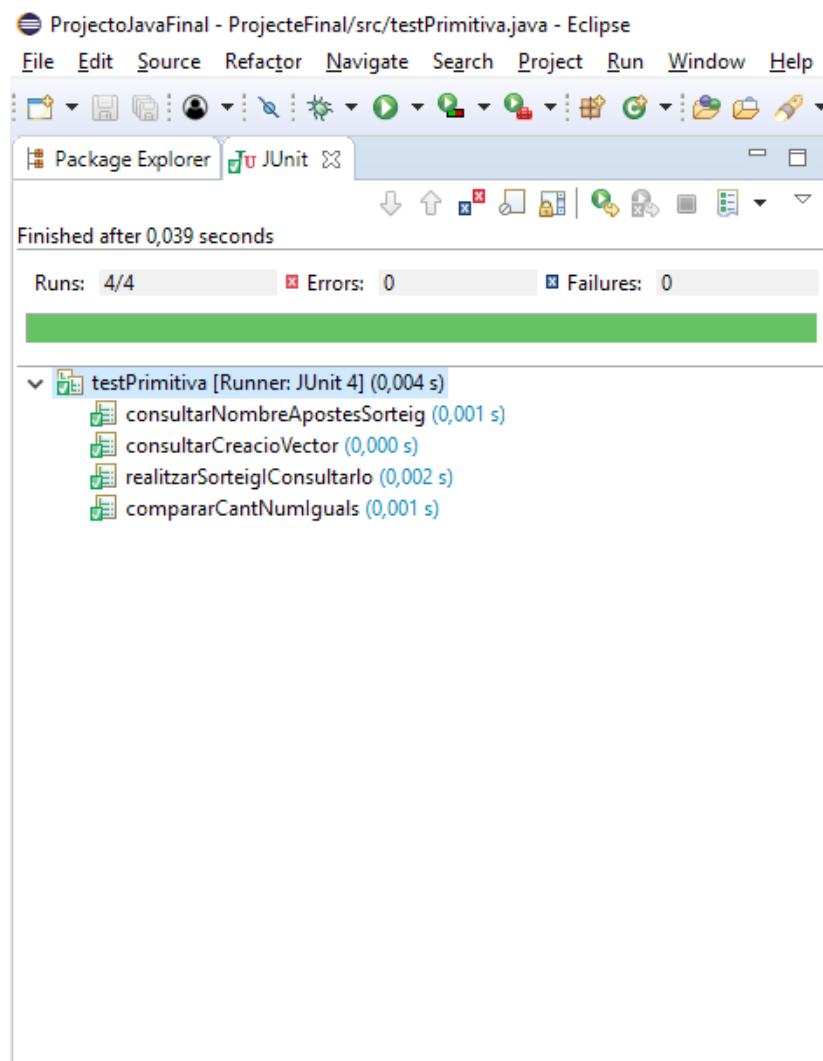 ProjectoJavaFinal - ProjecteFinal/src/testPrimitiva.java - Eclipse
File Edit Source Refactor Navigate Search Project Run Window Help
Package Explorer JUnit
Finished after 0,039 seconds
Runs: 4/4 Errors: 0 Failures: 0
testPrimitiva [Runner: JUnit 4] (0,004 s)
consultarNombreApostesSorteig (0,001 s)
consultarCreacioVector (0,000 s)
realitzarSorteigIConsultarlo (0,002 s)
compararCantNumIguals (0,001 s)